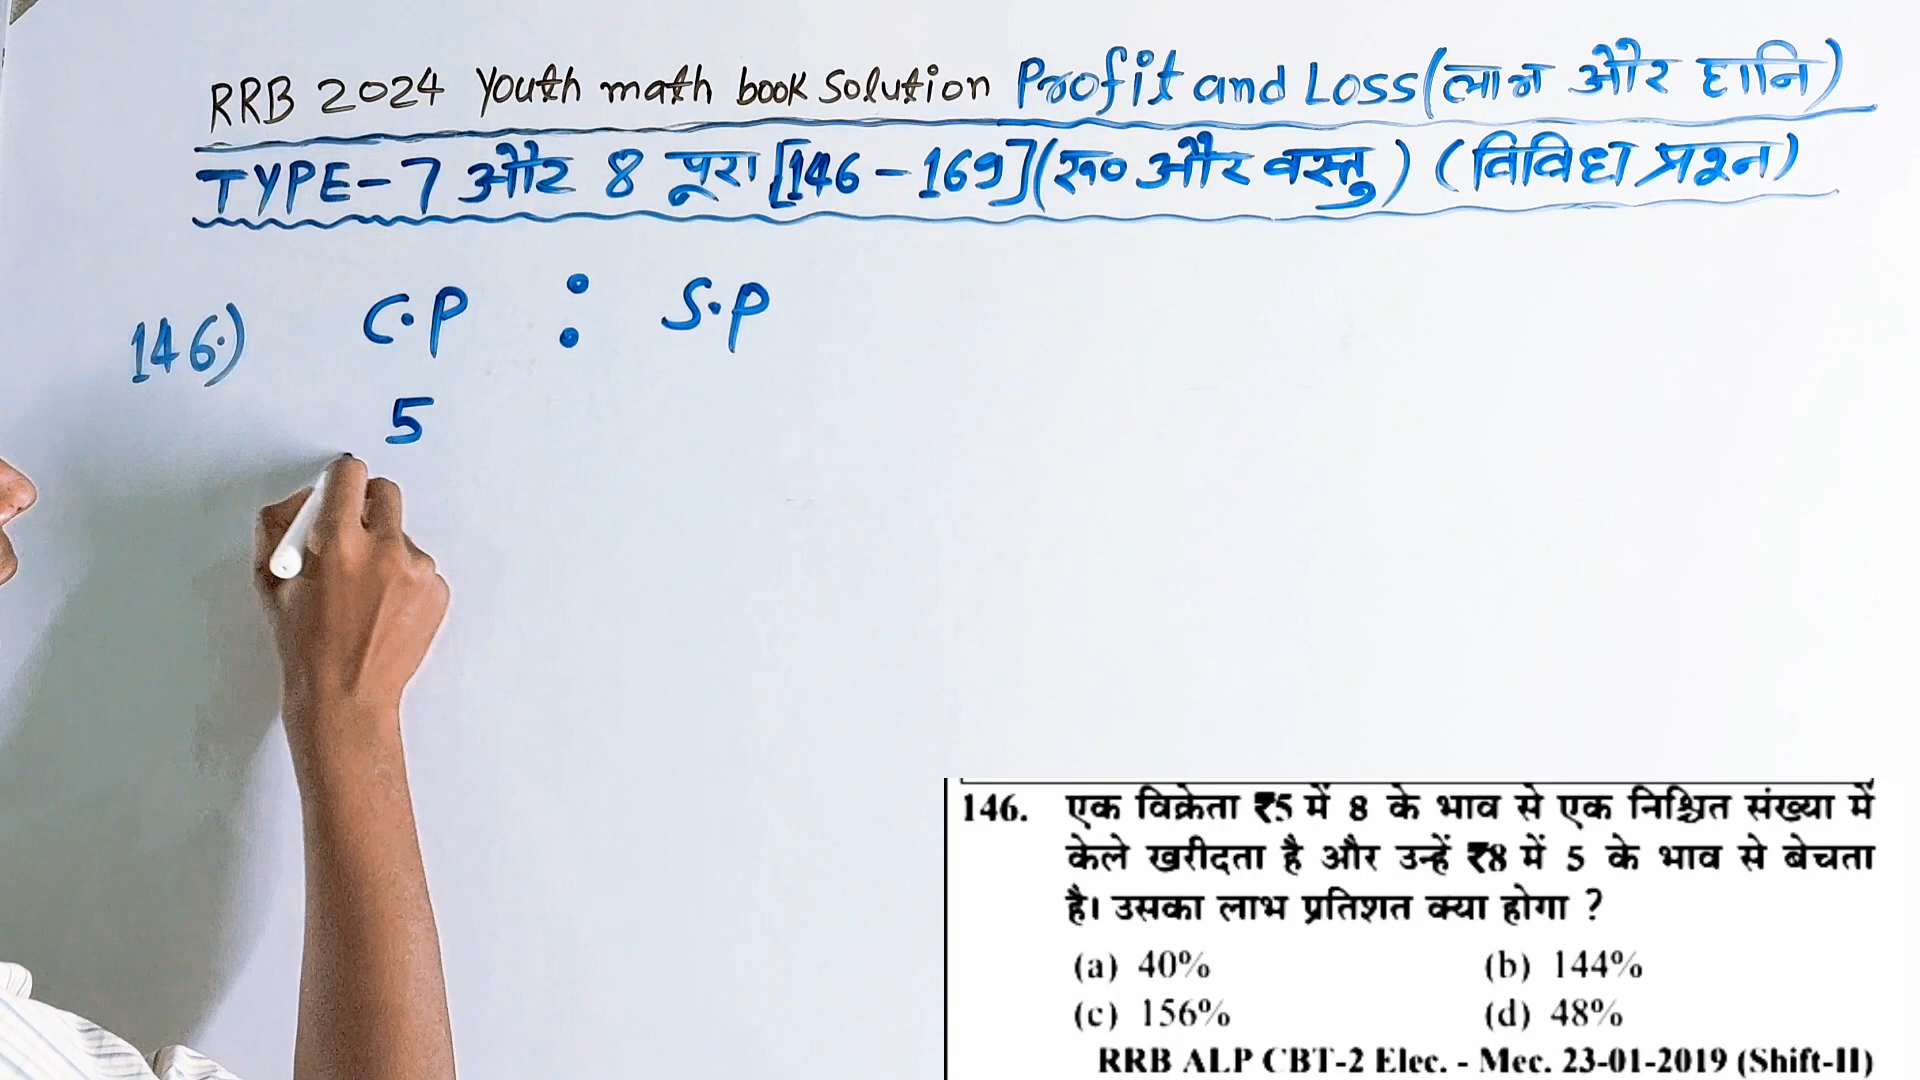 RRB 2024 Youth math book Solution Profit and Loss (लाभ और हानि)
TYPE-7 और 8 पूरा [146-169] (रू० और वस्तु) (विविध प्रश्न)
146.) C.P : S.P
5
146. एक विक्रेता ₹5 में 8 के भाव से एक निश्चित संख्या में
केले खरीदता है और उन्हें ₹8 में 5 के भाव से बेचता
है। उसका लाभ प्रतिशत क्या होगा ?
(a) 40% (b) 144%
(c) 156% (d) 48%
RRB ALP CBT-2 Elec. - Mec. 23-01-2019 (Shift-II)